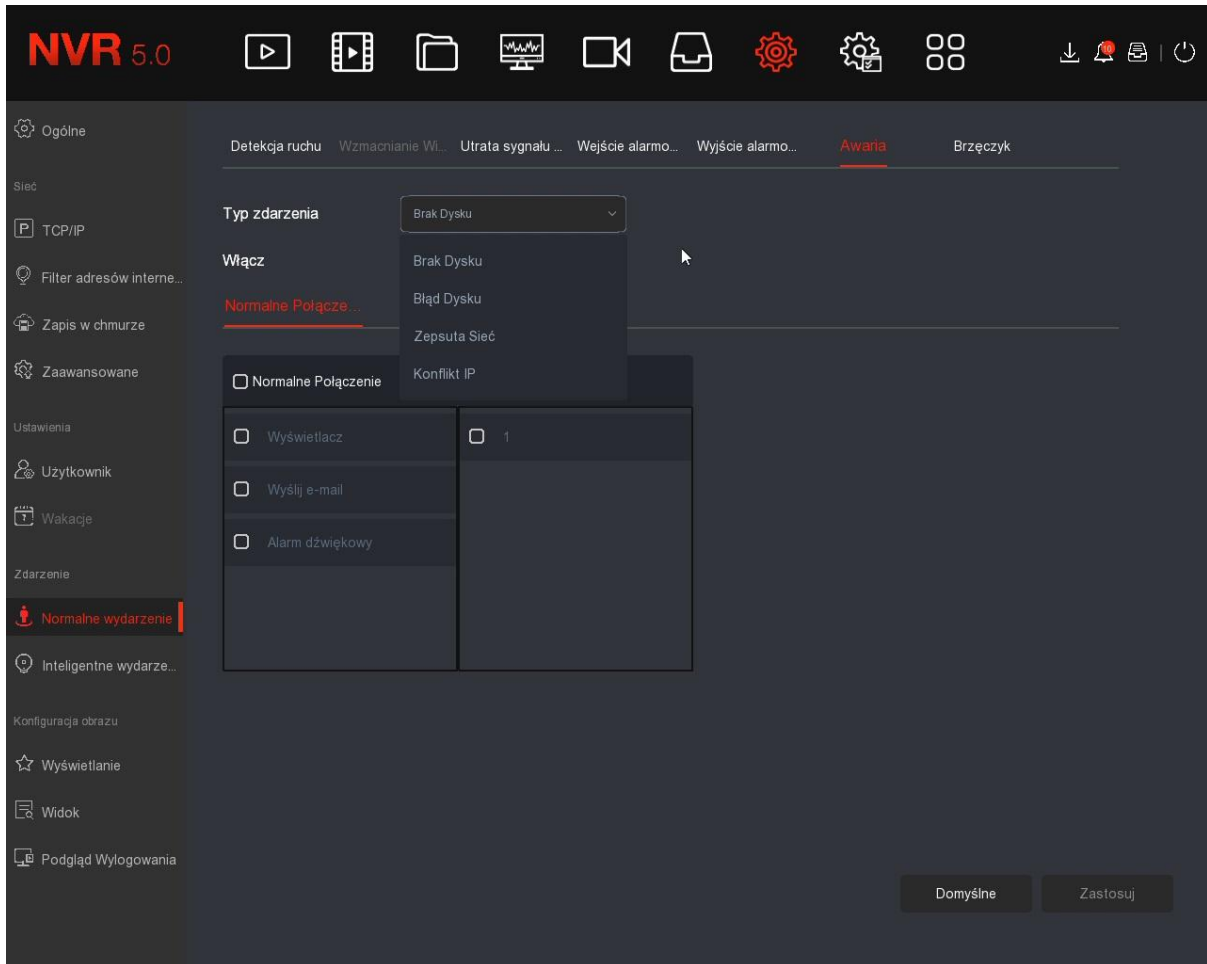 NVR 5.0
10
Ogólne
Sieć
TCP/IP
Filter adresów interne...
Zapis w chmurze
Zaawansowane
Ustawienia
Użytkownik
Wakacje
Zdarzenie
Normalne wydarzenie
Inteligentne wydarze...
Konfiguracja obrazu
Wyświetlanie
Widok
Podgląd Wylogowania
Detekcja ruchu Wzmacnianie Wi... Utrata sygnału ... Wejście alarmo... Wyjście alarmo... Awaria Brzęczyk
Typ zdarzenia Brak Dysku
Włącz
Brak Dysku
Błąd Dysku
Zepsuta Sieć
Konflikt IP
Normalne Połącze...
Normalne Połączenie
Wyświetlacz 1
Wyślij e-mail
Alarm dźwiękowy
Domyślne Zastosuj